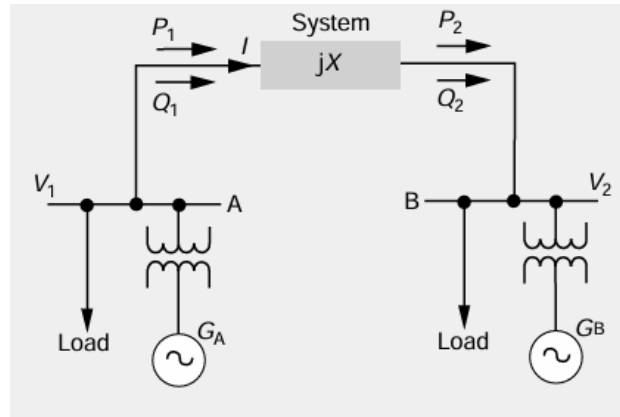 P1 I System P2
jX
Q1 Q2
V1 A B V2
Load GA Load GB